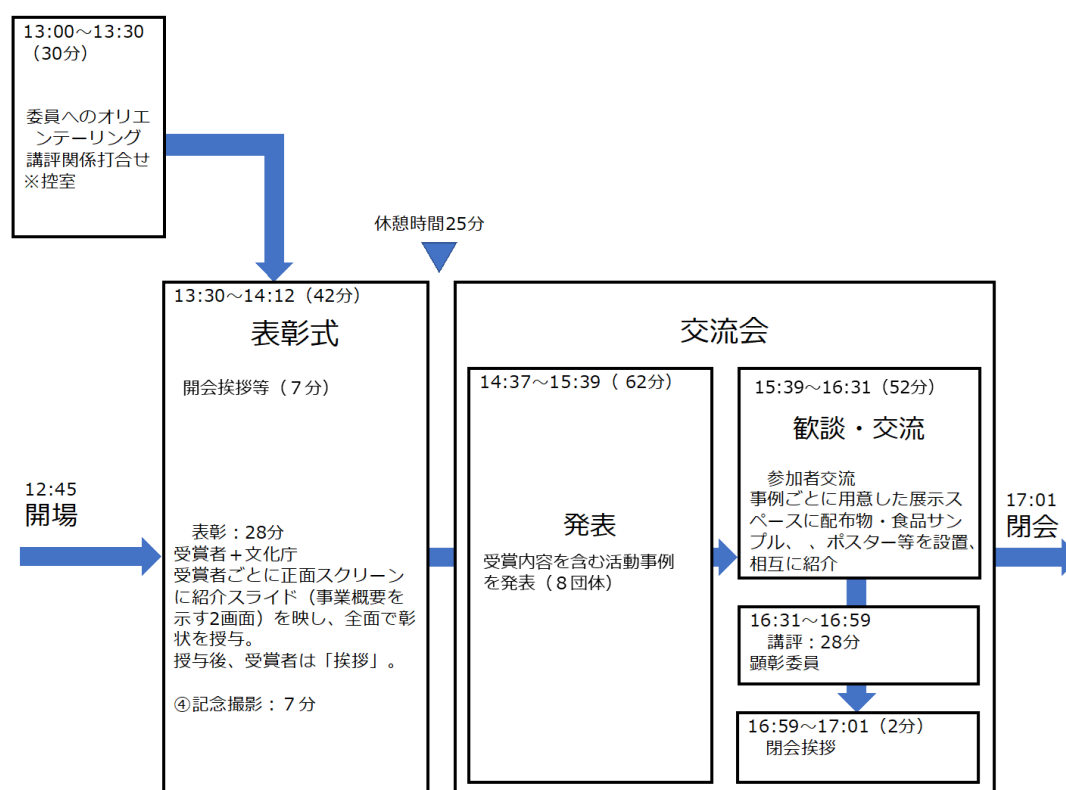 13:00～13:30
（30分）
委員へのオリエ
ンテーリング
講評関係打合せ
※控室
休憩時間25分
12:45
開場
13:30～14:12（42分）
表彰式
開会挨拶等（７分）
表彰：28分
受賞者＋文化庁
受賞者ごとに正面スクリーン
に紹介スライド（事業概要を
示す2画面）を映し、全面で彰
状を授与。
授与後、受賞者は「挨拶」。
④記念撮影：７分
交流会
14:37～15:39（ 62分）
発表
受賞内容を含む活動事例
を発表（８団体）
15:39～16:31（52分）
歓談・交流
参加者交流
事例ごとに用意した展示ス
ペースに配布物・食品サン
プル、、ポスター等を設置、
相互に紹介
16:31～16:59
講評：28分
顕彰委員
16:59～17:01（2分）
閉会挨拶
17:01
閉会